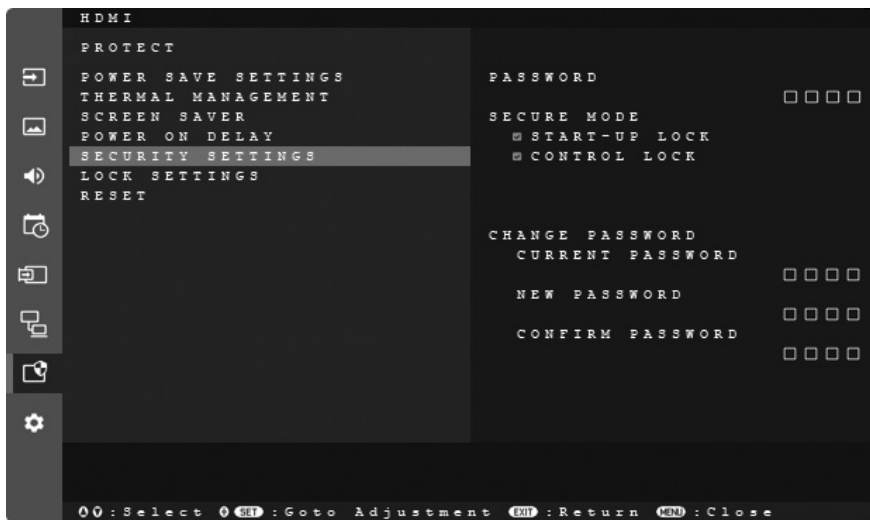 HDMI
PROTECT
POWER SAVE SETTINGS
THERMAL MANAGEMENT
SCREEN SAVER
POWER ON DELAY
SECURITY SETTINGS
LOCK SETTINGS
RESET
PASSWORD
SECURE MODE
START-UP LOCK
CONTROL LOCK
CHANGE PASSWORD
CURRENT PASSWORD
NEW PASSWORD
CONFIRM PASSWORD
:Select SET :Goto Adjustment EXIT :Return MENU :Close